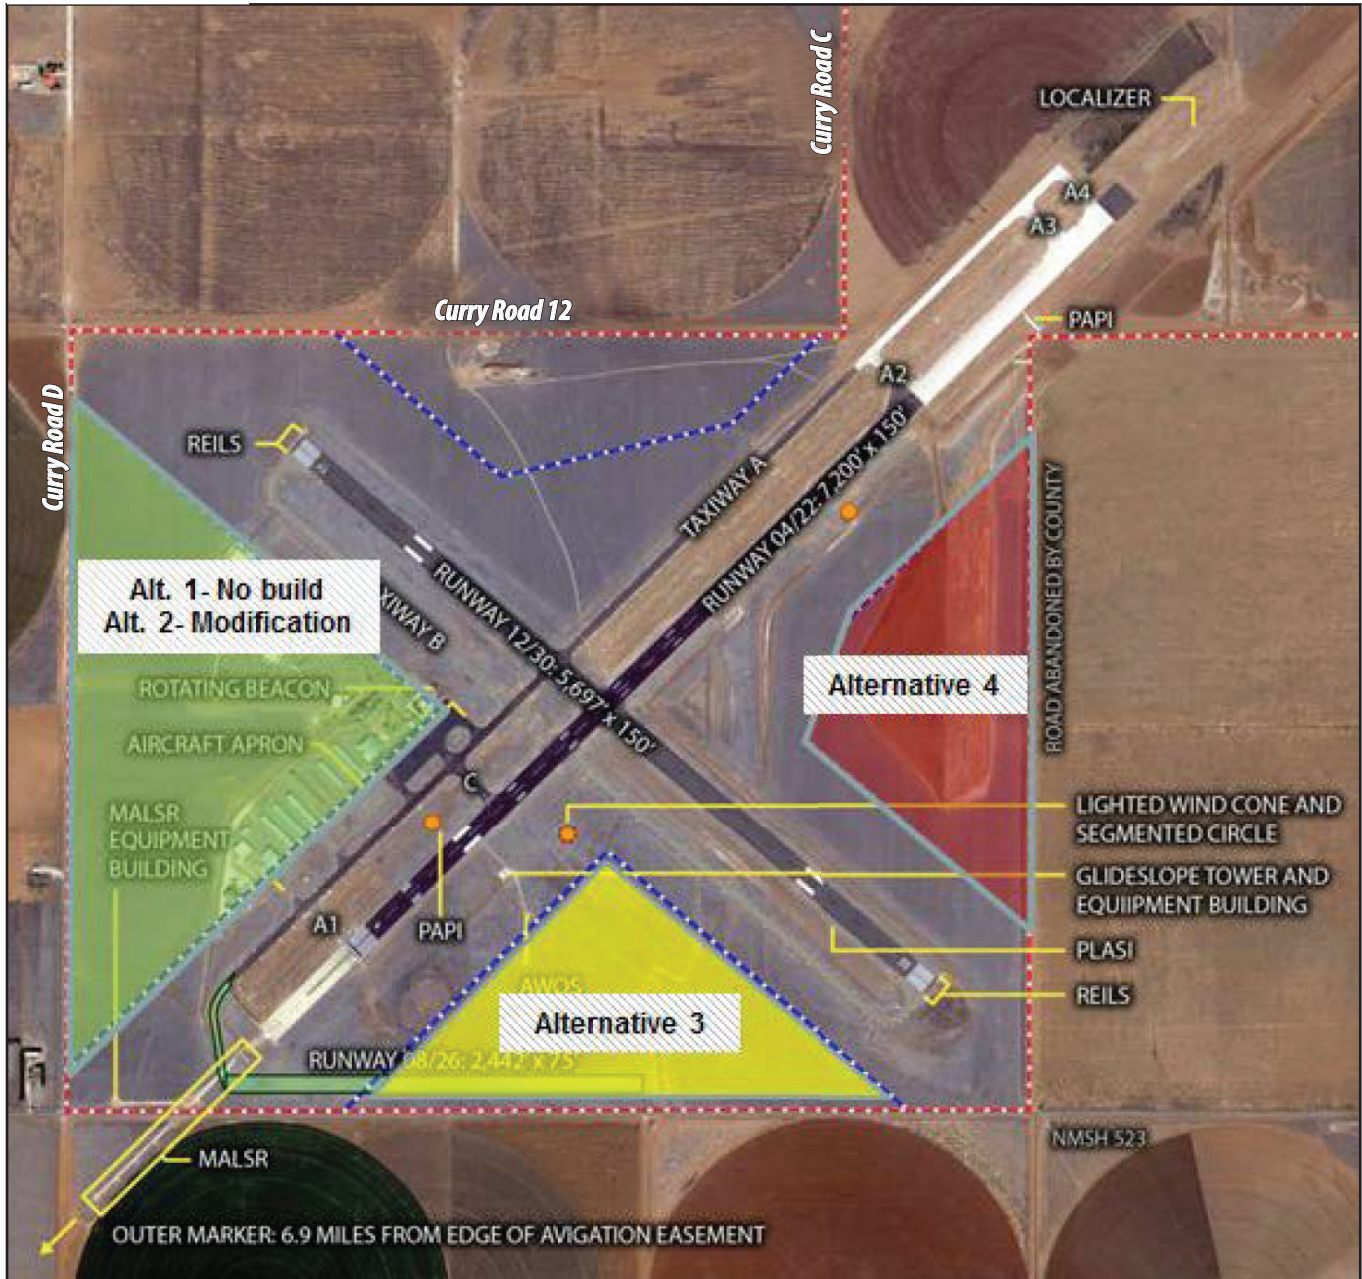 Curry Road C
LOCALIZER
A4
A3
Curry Road 12
PAPI
A2
Curry Road D
REILS
TAXIWAY A
RUNWAY 04/22: 7,200' x 150'
Alt. 1- No build
Alt. 2- Modification
XIWAY B
RUNWAY 12/30: 5,697' x 150'
ROAD ABANDONED BY COUNTY
Alternative 4
ROTATING BEACON
AIRCRAFT APRON
C
MALSR
EQUIPMENT
BUILDING
LIGHTED WIND CONE AND
SEGMENTED CIRCLE
GLIDESLOPE TOWER AND
EQUIIPMENT BUILDING
A1
PAPI
PLASI
REILS
AWOS
Alternative 3
RUNWAY 08/26: 2,442' x 75'
NMSH 523
MALSR
OUTER MARKER: 6.9 MILES FROM EDGE OF AVIGATION EASEMENT